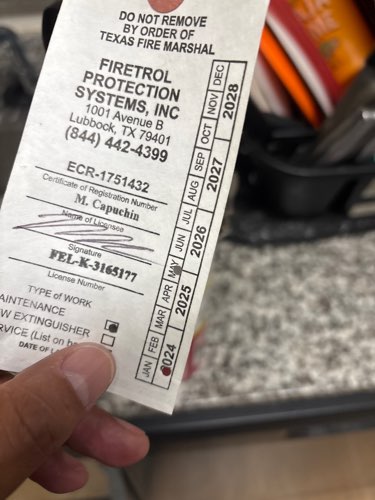 DO NOT REMOVE
BY ORDER OF
TEXAS FIRE MARSHAL
FIRETROL
PROTECTION
SYSTEMS, INC
1001 Avenue B
Lubbock, TX 79401
(844) 442-4399
ECR-1751432
Certificate of Registration Number
M. Capuchin
Name of Licensee
Signature
FEL-K-3165177
License Number
TYPE of WORK
AINTENANCE
W EXTINGUISHER
RVICE (List on b
DATE OF
JAN FEB MAR APR MAY JUN JUL AUG SEP OCT NOV DEC
2024 2025 2026 2027 2028